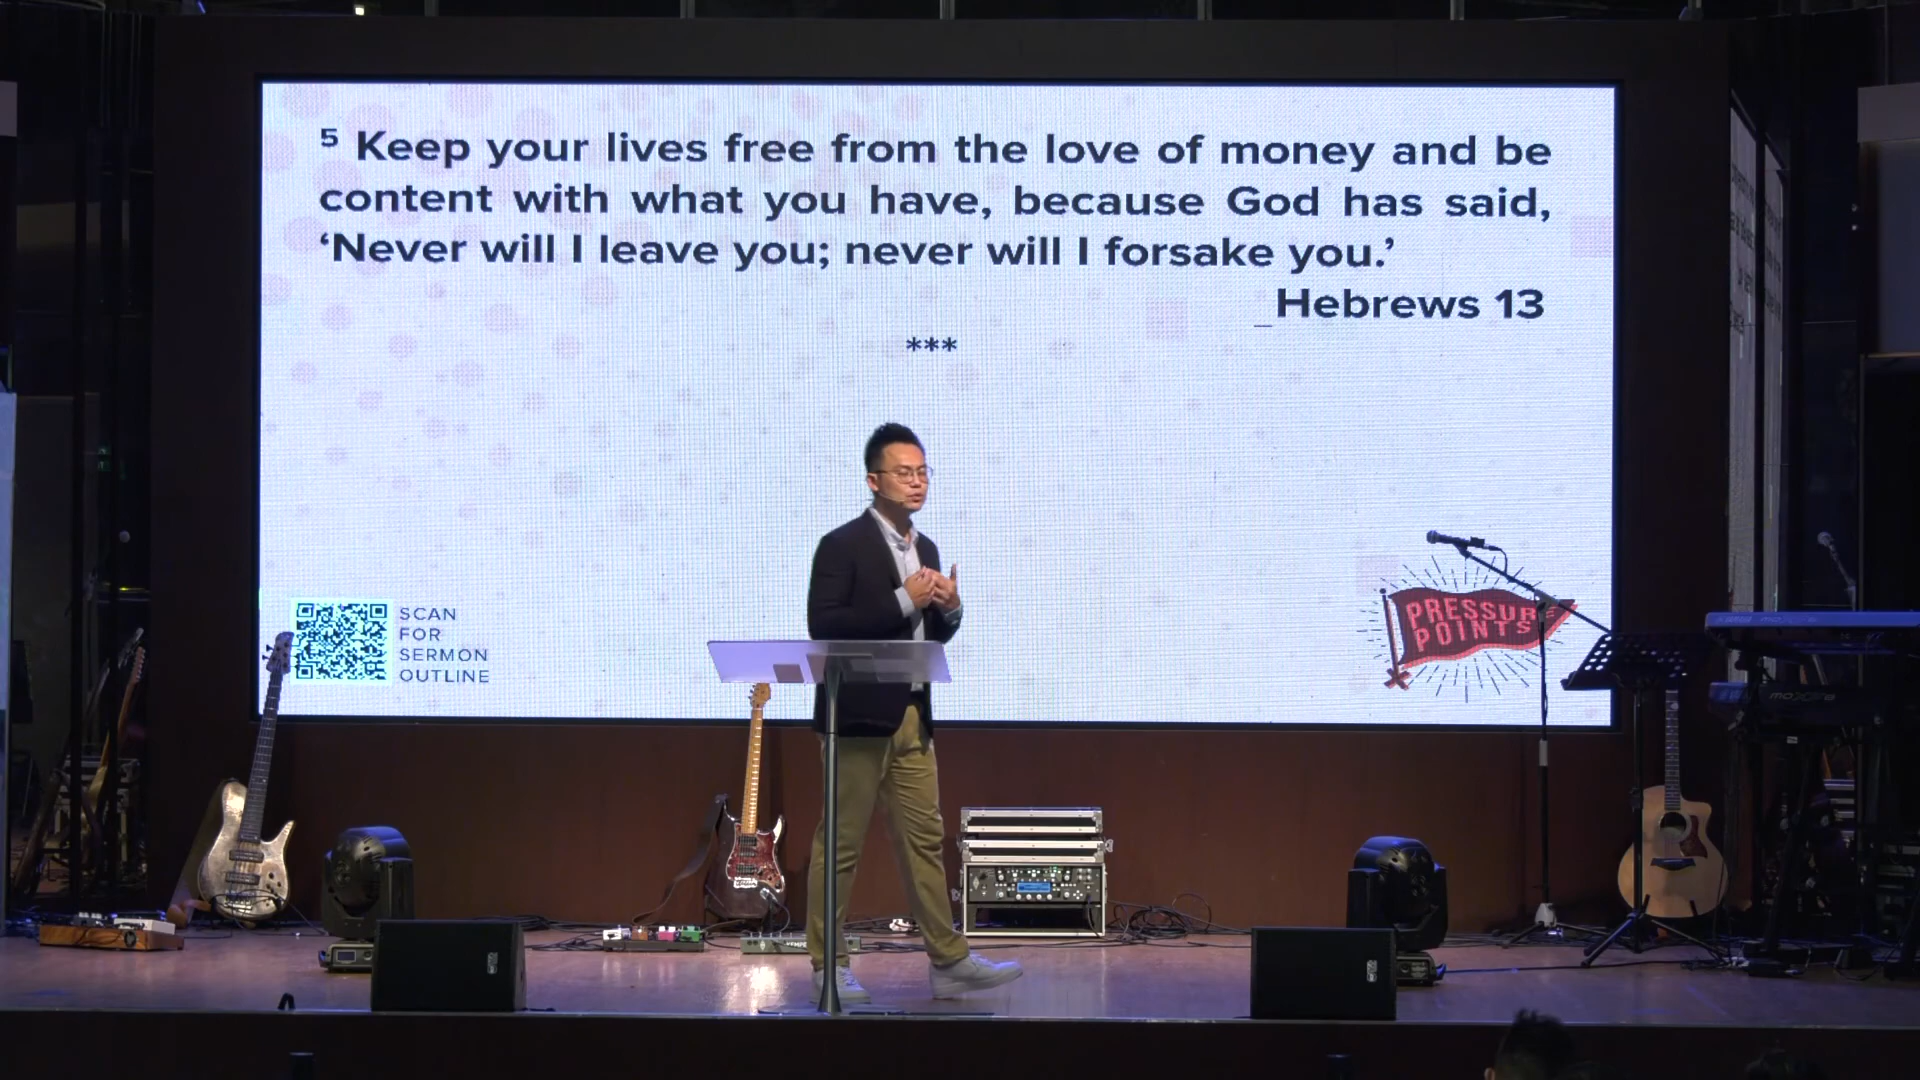 ⁵ Keep your lives free from the love of money and be
content with what you have, because God has said,
‘Never will I leave you; never will I forsake you.’
_Hebrews 13
***
SCAN
FOR
SERMON
OUTLINE
PRESSURE
POINTS
KEMPE